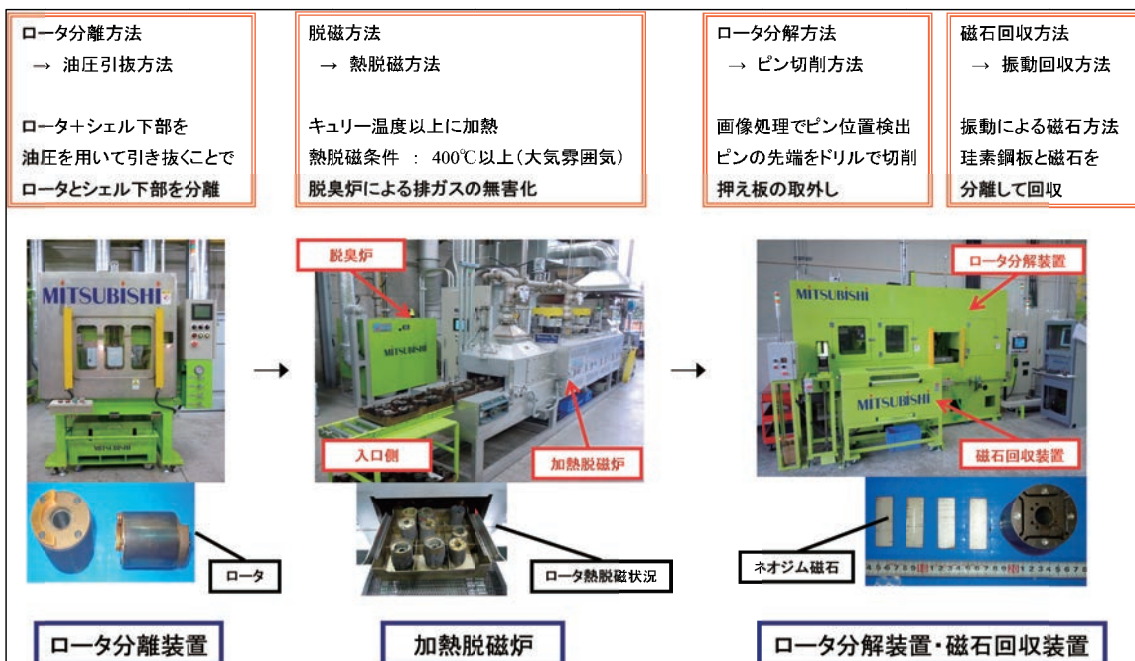 ロータ分離方法
→ 油圧引抜方法
ロータ+シェル下部を
油圧を用いて引き抜くことで
ロータとシェル下部を分離
脱磁方法
→ 熱脱磁方法
キュリー温度以上に加熱
熱脱磁条件 : 400℃以上(大気雰囲気)
脱臭炉による排ガスの無害化
ロータ分解方法
→ ピン切削方法
画像処理でピン位置検出
ピンの先端をドリルで切削
押え板の取外し
磁石回収方法
→ 振動回収方法
振動による磁石方法
珪素鋼板と磁石を
分離して回収
MITSUBISHI
MITSUBISHI
ロータ
ロータ分離装置
脱臭炉
MITSUBISHI
入口側
加熱脱磁炉
ロータ熱脱磁状況
加熱脱磁炉
ロータ分解装置
MITSUBISHI
MITSUBISHI
磁石回収装置
ネオジム磁石
ロータ分解装置・磁石回収装置